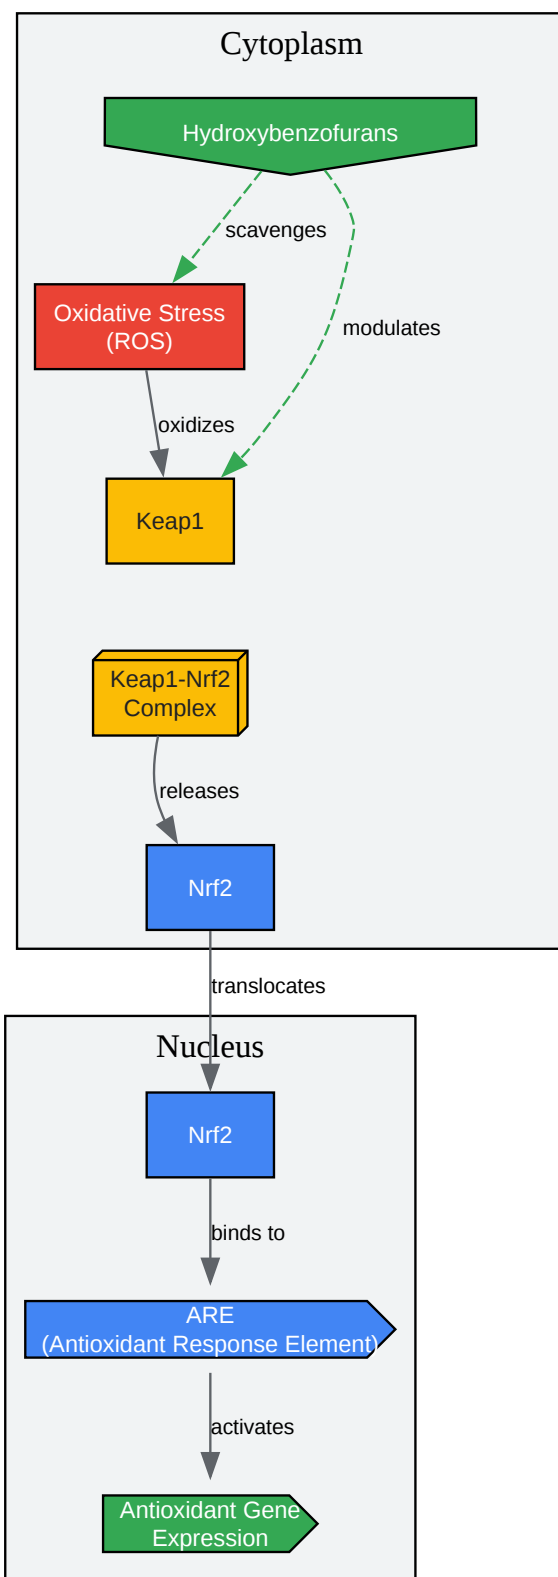 Cytoplasm
Hydroxybenzofurans
scavenges
Oxidative Stress
(ROS)
modulates
oxidizes
Keap1
Keap1-Nrf2
Complex
releases
Nrf2
translocates
Nucleus
Nrf2
binds to
ARE
(Antioxidant Response Element)
activates
Antioxidant Gene
Expression